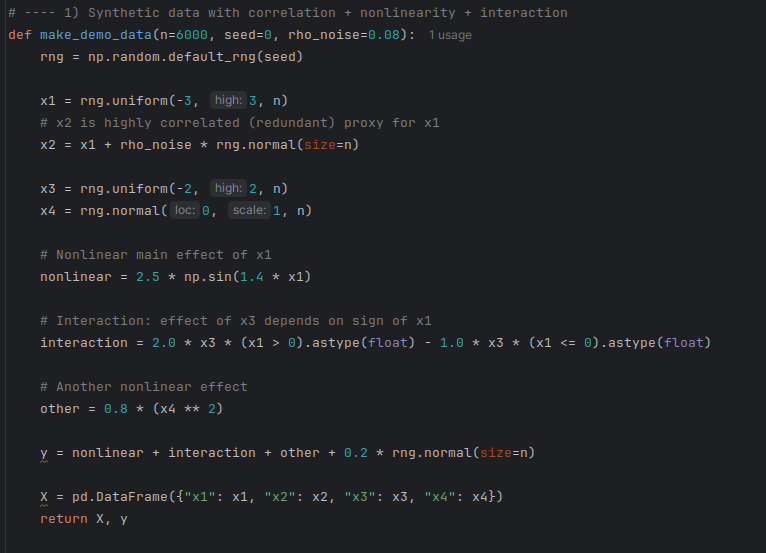 # ---- 1) Synthetic data with correlation + nonlinearity + interaction
def make_demo_data(n=6000, seed=0, rho_noise=0.08): 1 usage
rng = np.random.default_rng(seed)
x1 = rng.uniform(-3, high: 3, n)
# x2 is highly correlated (redundant) proxy for x1
x2 = x1 + rho_noise * rng.normal(size=n)
x3 = rng.uniform(-2, high: 2, n)
x4 = rng.normal( loc: 0, scale: 1, n)
# Nonlinear main effect of x1
nonlinear = 2.5 * np.sin(1.4 * x1)
# Interaction: effect of x3 depends on sign of x1
interaction = 2.0 * x3 * (x1 > 0).astype(float) - 1.0 * x3 * (x1 <= 0).astype(float)
# Another nonlinear effect
other = 0.8 * (x4 ** 2)
y = nonlinear + interaction + other + 0.2 * rng.normal(size=n)
X = pd.DataFrame({"x1": x1, "x2": x2, "x3": x3, "x4": x4})
return X, y